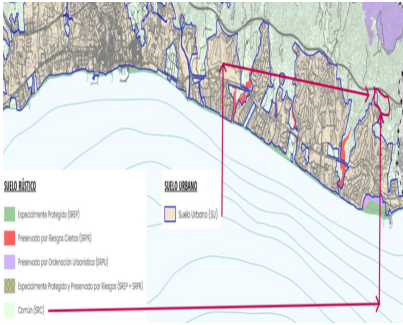 SUELO RÚSTICO
Especialmente Protegido (SREP)
Preservado por Riesgos Ciertos (SRPR)
Preservado por Ordenación Urbanística (SRPU)
Especialmente Protegido y Preservado por Riesgos (SREP + SRPR)
Común (SRC)
SUELO URBANO
Suelo Urbano (SU)